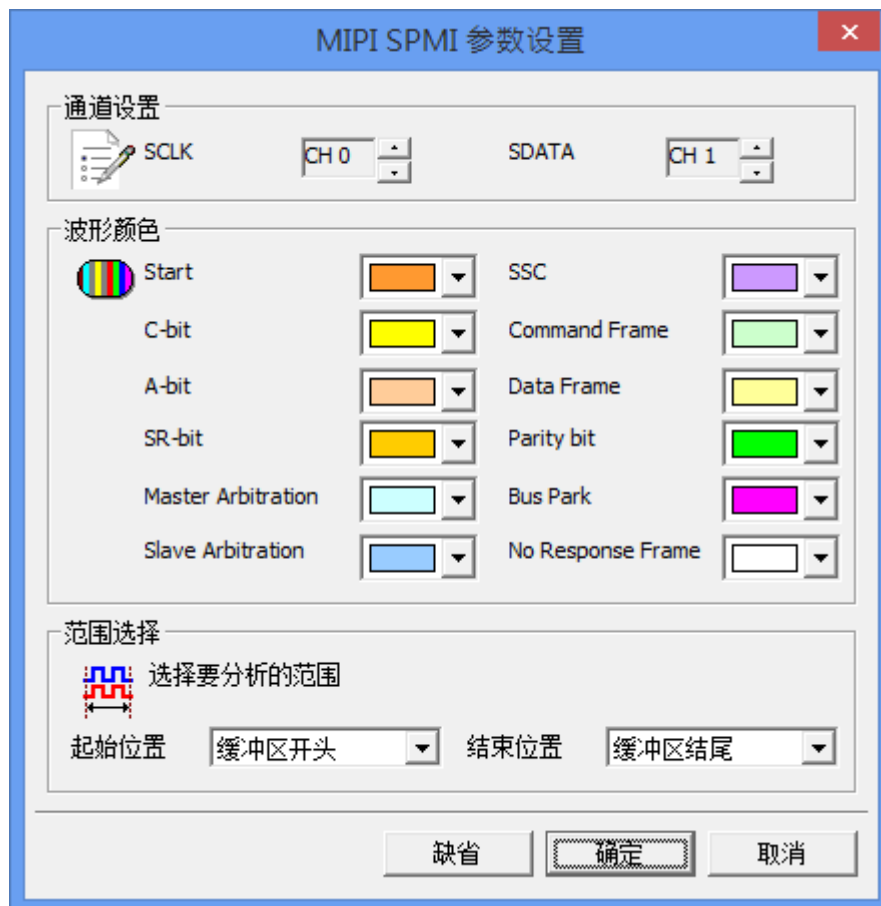 MIPI SPMI 参数设置
通道设置
SCLK CH 0 SDATA CH 1
波形颜色
Start SSC
C-bit Command Frame
A-bit Data Frame
SR-bit Parity bit
Master Arbitration Bus Park
Slave Arbitration No Response Frame
范围选择
选择要分析的范围
起始位置 缓冲区开头 结束位置 缓冲区结尾
缺省 确定 取消